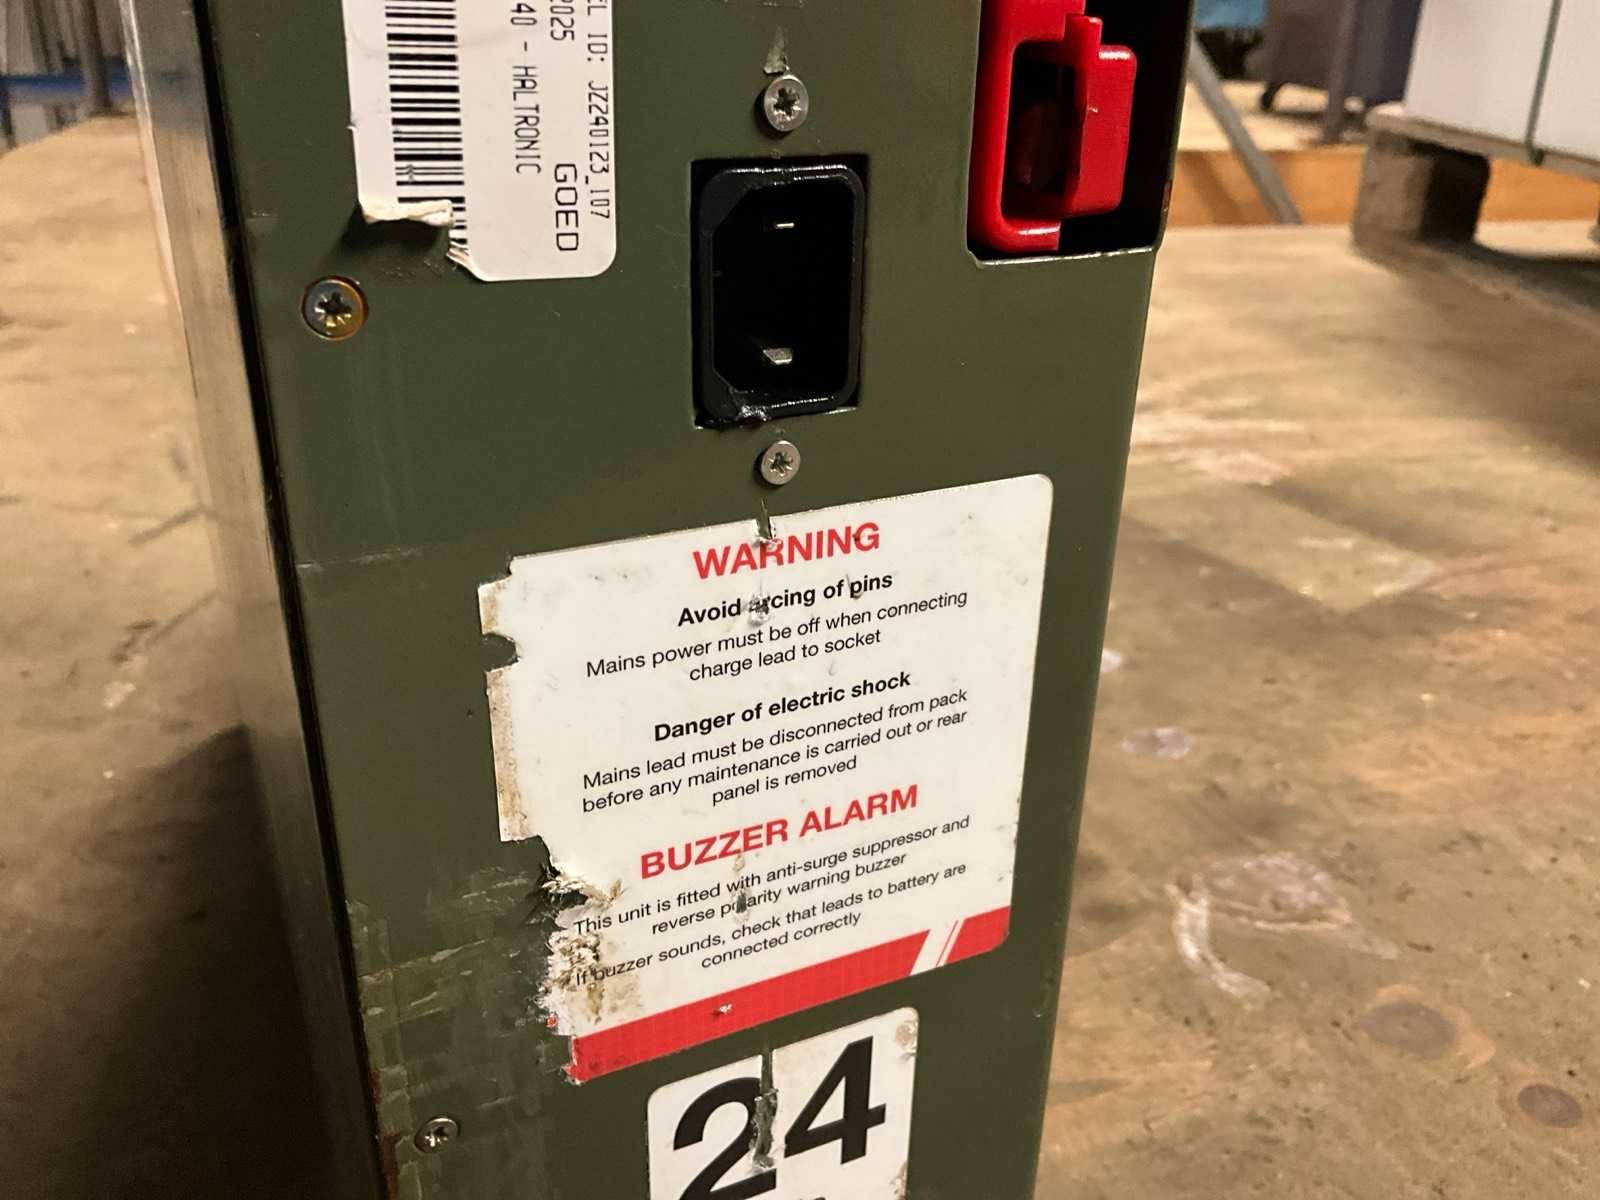 EL ID: JZ240123_107
2025 GOED
40 - HALTRONIC
WARNING
Avoid arcing of pins
Mains power must be off when connecting
charge lead to socket
Danger of electric shock
Mains lead must be disconnected from pack
before any maintenance is carried out or rear
panel is removed
BUZZER ALARM
This unit is fitted with anti-surge suppressor and
reverse polarity warning buzzer
If buzzer sounds, check that leads to battery are
connected correctly
24